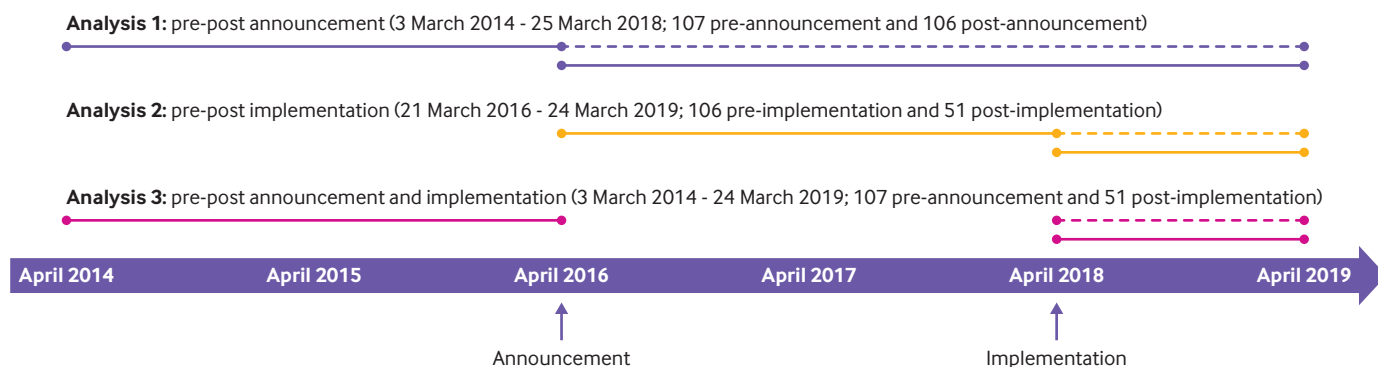 Analysis 1: pre-post announcement (3 March 2014 - 25 March 2018; 107 pre-announcement and 106 post-announcement)
Analysis 2: pre-post implementation (21 March 2016 - 24 March 2019; 106 pre-implementation and 51 post-implementation)
Analysis 3: pre-post announcement and implementation (3 March 2014 - 24 March 2019; 107 pre-announcement and 51 post-implementation)
April 2014 April 2015 April 2016 April 2017 April 2018 April 2019
Announcement Implementation